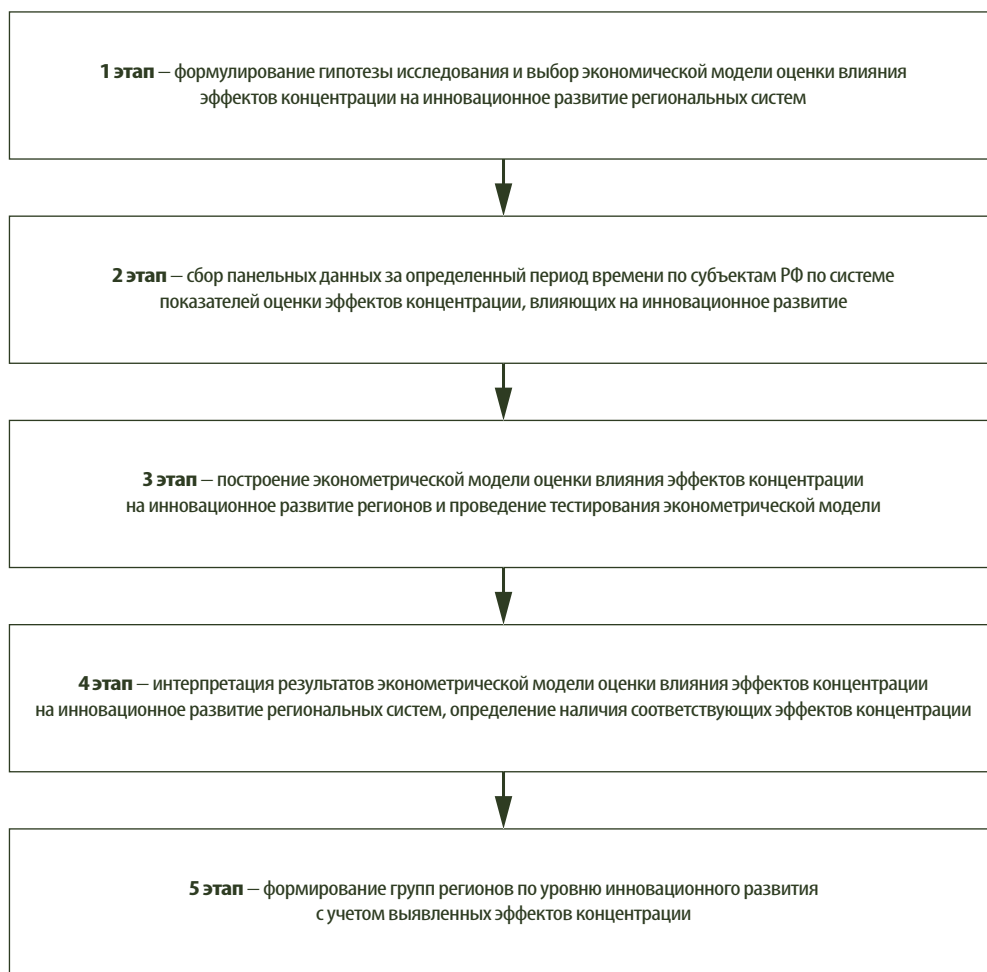 1 этап – формулирование гипотезы исследования и выбор экономической модели оценки влияния
эффектов концентрации на инновационное развитие региональных систем
2 этап – сбор панельных данных за определенный период времени по субъектам РФ по системе
показателей оценки эффектов концентрации, влияющих на инновационное развитие
3 этап – построение эконометрической модели оценки влияния эффектов концентрации
на инновационное развитие регионов и проведение тестирования эконометрической модели
4 этап – интерпретация результатов эконометрической модели оценки влияния эффектов концентрации
на инновационное развитие региональных систем, определение наличия соответствующих эффектов концентрации
5 этап – формирование групп регионов по уровню инновационного развития
с учетом выявленных эффектов концентрации